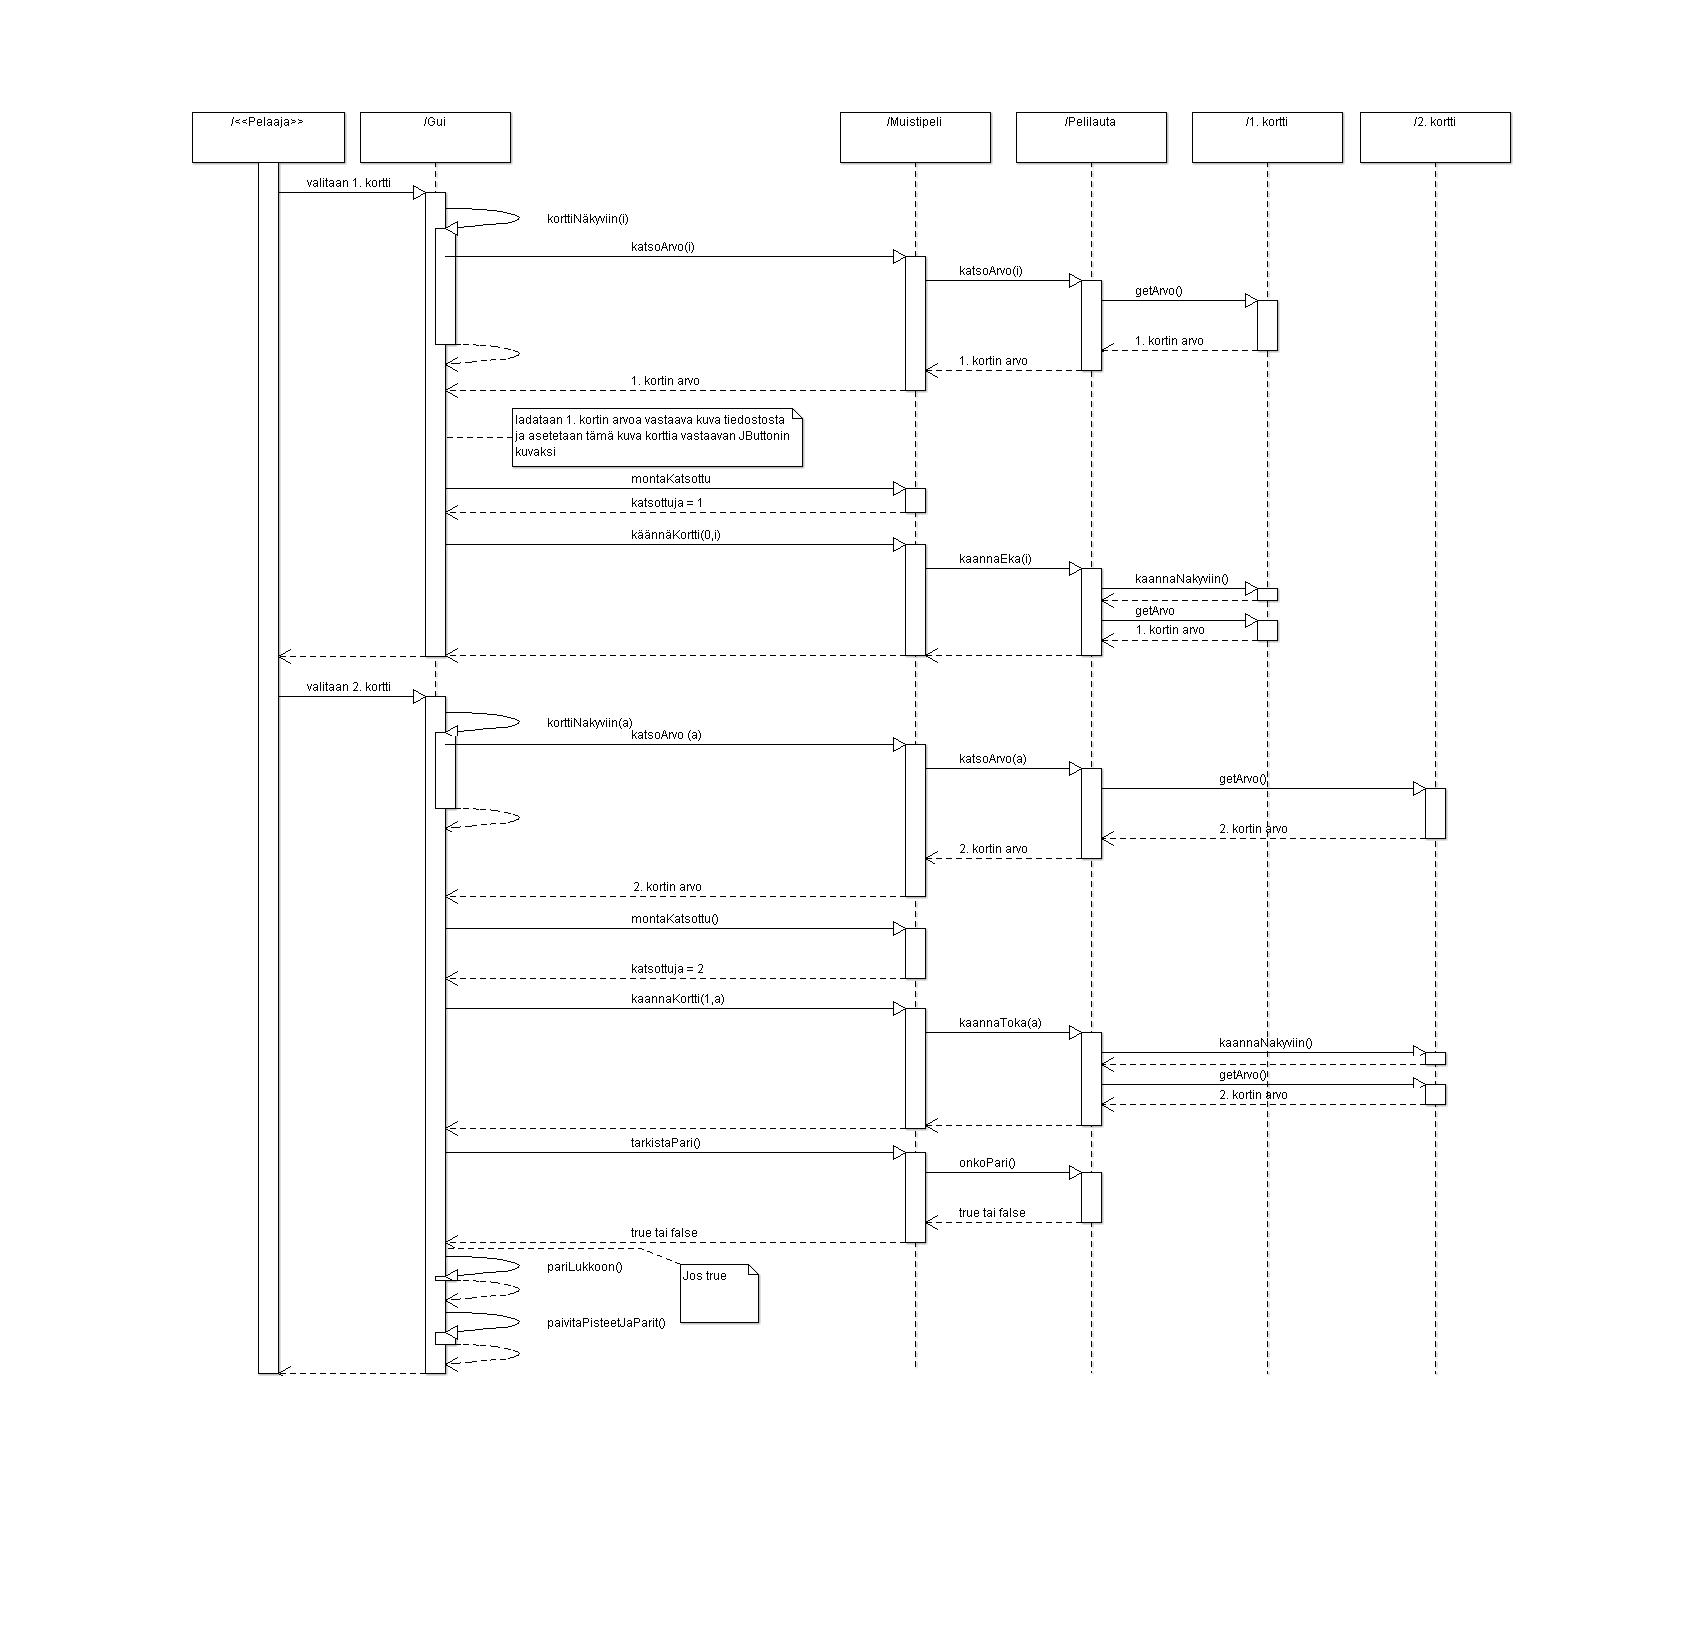 /<<Pelaaja>>
/Gui
/Muistipeli
/Pelilauta
/1. kortti
/2. kortti
valitaan 1. kortti
korttiNäkyviin(i)
katsoArvo(i)
katsoArvo(i)
getArvo()
1. kortin arvo
1. kortin arvo
1. kortin arvo
ladataan 1. kortin arvoa vastaava kuva tiedostosta
ja asetetaan tämä kuva korttia vastaavan JButtonin
kuvaksi
montaKatsottu
katsottuja = 1
käännäKortti(0,i)
kaannaEka(i)
kaannaNakyviin()
getArvo
1. kortin arvo
valitaan 2. kortti
korttiNakyviin(a)
katsoArvo (a)
katsoArvo(a)
getArvo()
2. kortin arvo
2. kortin arvo
2. kortin arvo
montaKatsottu()
katsottuja = 2
kaannaKortti(1,a)
kaannaToka(a)
kaannaNakyviin()
getArvo()
2. kortin arvo
tarkistaPari()
onkoPari()
true tai false
true tai false
pariLukkoon()
Jos true
paivitaPisteetJaParit()